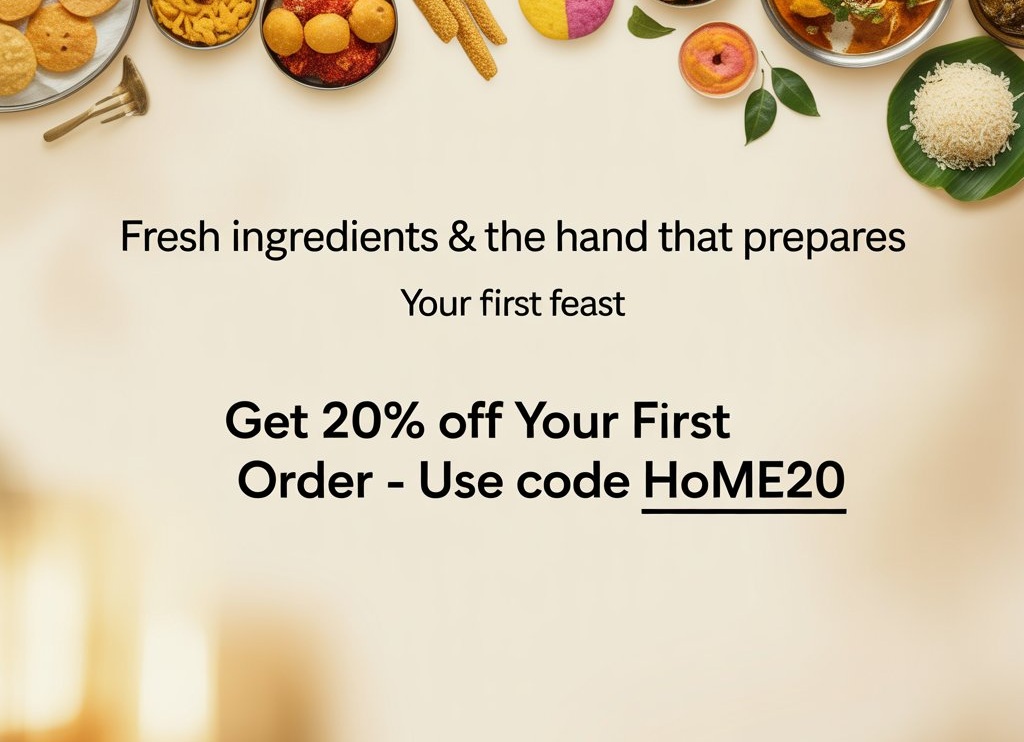 Fresh ingredients & the hand that prepares
Your first feast
Get 20% off Your First
Order - Use code HoME20